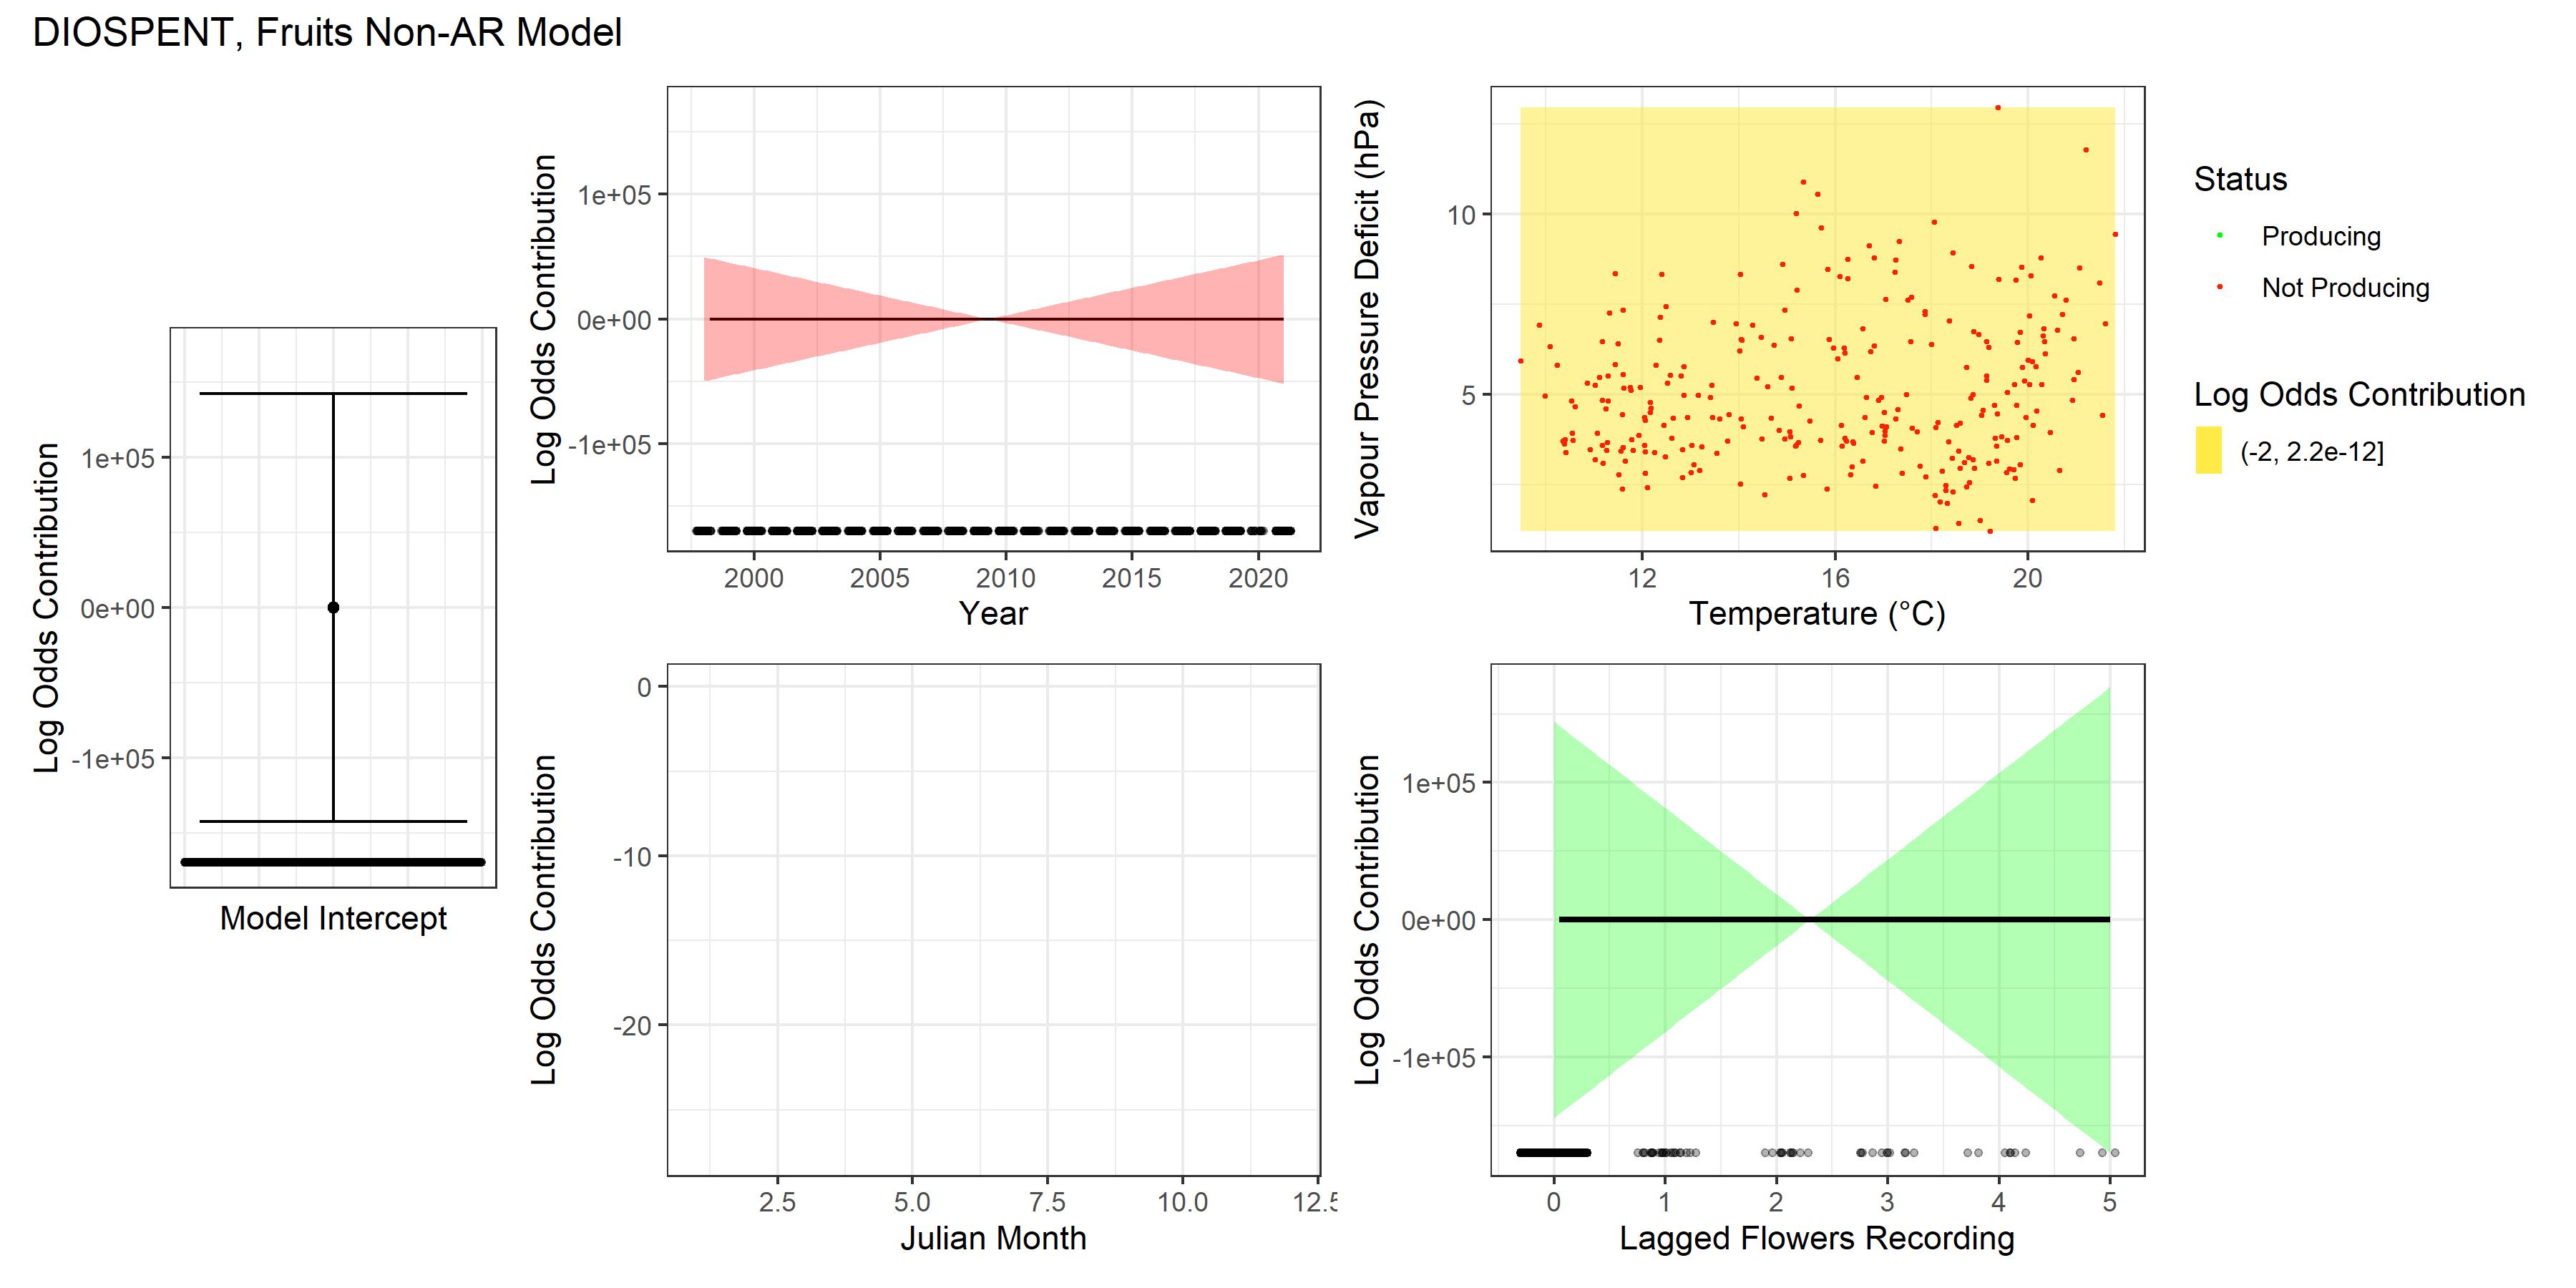 DIOSPENT, Fruits Non-AR Model
Log Odds Contribution
1e+05
0e+00
-1e+05
Model Intercept
Log Odds Contribution
1e+05
0e+00
-1e+05
2000 2005 2010 2015 2020
Year
Vapour Pressure Deficit (hPa)
10
5
12 16 20
Temperature (°C)
Status
Producing
Not Producing
Log Odds Contribution
(-2, 2.2e-12]
Log Odds Contribution
0
-10
-20
2.5 5.0 7.5 10.0 12.5
Julian Month
Log Odds Contribution
1e+05
0e+00
-1e+05
0 1 2 3 4 5
Lagged Flowers Recording